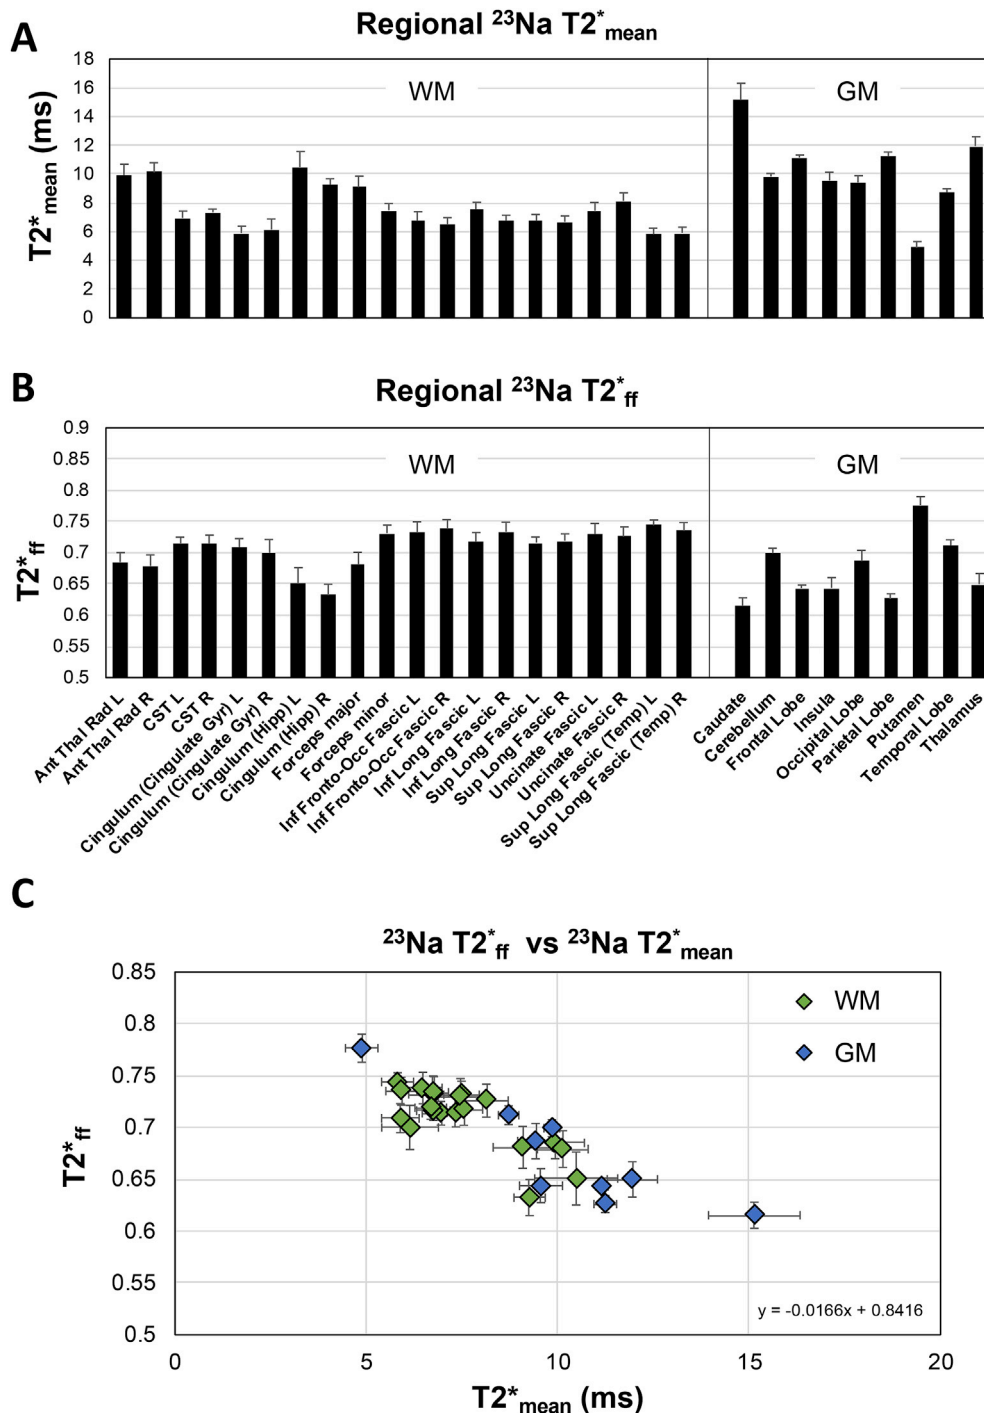 A
Regional ²³Na T2*mean
T2*mean (ms)
18
16
14
12
10
8
6
4
2
0
WM
GM
B
Regional ²³Na T2*ff
T2*ff
0.9
0.85
0.8
0.75
0.7
0.65
0.6
0.55
0.5
WM
GM
Ant Thal Rad L
Ant Thal Rad R
CST L
CST R
Cingulum (Cingulate Gyr) L
Cingulum (Cingulate Gyr) R
Cingulum (Hipp) L
Cingulum (Hipp) R
Forceps major
Forceps minor
Inf Fronto-Occ Fascic L
Inf Fronto-Occ Fascic R
Inf Long Fascic L
Inf Long Fascic R
Sup Long Fascic L
Sup Long Fascic R
Uncinate Fascic L
Uncinate Fascic R
Sup Long Fascic (Temp) L
Sup Long Fascic (Temp) R
Caudate
Cerebellum
Frontal Lobe
Insula
Occipital Lobe
Parietal Lobe
Putamen
Temporal Lobe
Thalamus
C
²³Na T2*ff vs ²³Na T2*mean
T2*ff
0.85
0.8
0.75
0.7
0.65
0.6
0.55
0.5
WM
GM
y = -0.0166x + 0.8416
0
5
10
15
20
T2*mean (ms)